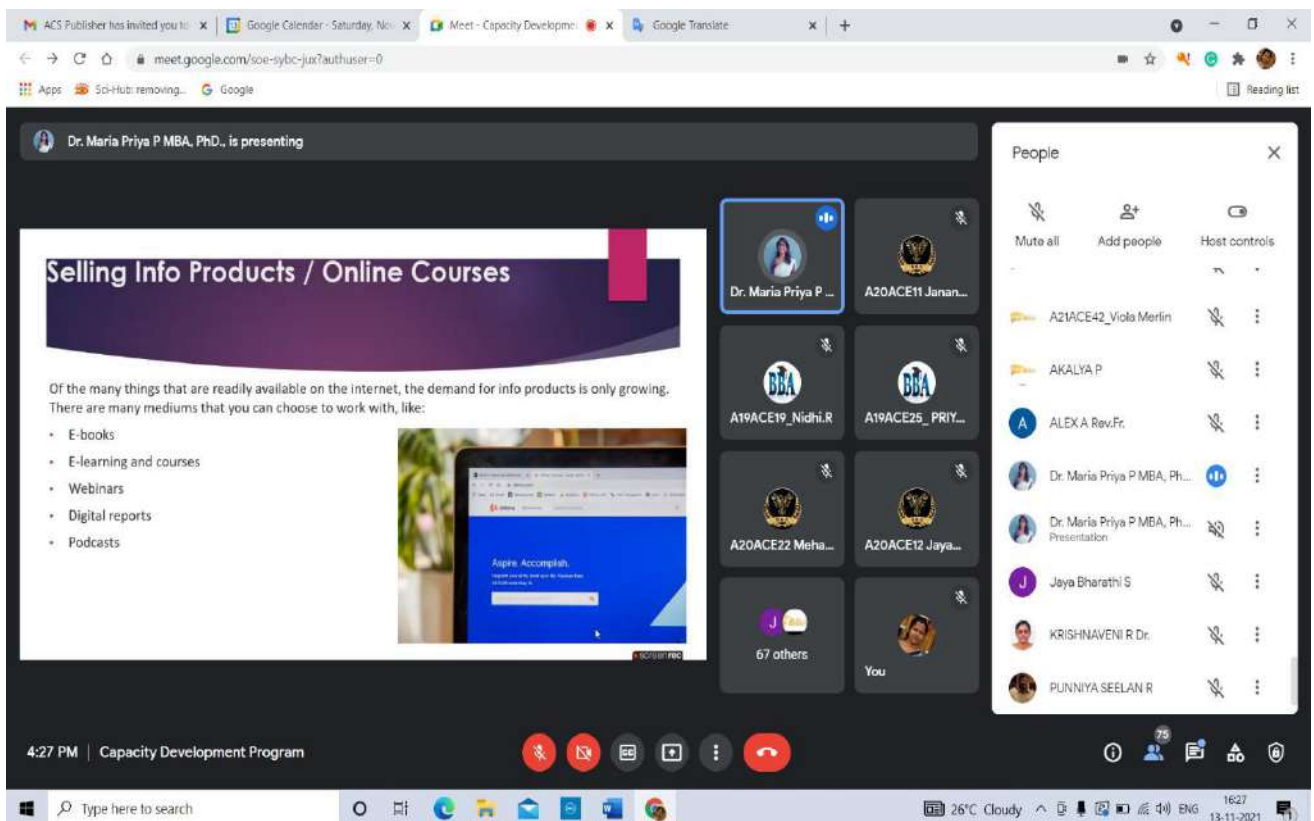 ACS Publisher has invited you to
Google Calendar - Saturday, Nov
Meet - Capacity Developme
Google Translate
meet.google.com/soe-sybc-jux?authuser=0
Apps
Sci-Hub: removing...
Google
Reading list
Dr. Maria Priya P MBA, PhD., is presenting
Selling Info Products / Online Courses
Of the many things that are readily available on the internet, the demand for info products is only growing.
There are many mediums that you can choose to work with, like:
• E-books
• E-learning and courses
• Webinars
• Digital reports
• Podcasts
Aspire. Accomplish.
screenrec
Dr. Maria Priya P ...
A20ACE11 Janan...
BBA
A19ACE19_Nidhi.R
BBA
A19ACE25_ PRIY...
A20ACE22 Meha...
A20ACE12 Jaya...
J
67 others
You
People
Mute all
Add people
Host controls
A21ACE42_Viola Merlin
AKALYA P
A
ALEX A Rev.Fr.
Dr. Maria Priya P MBA, Ph...
Dr. Maria Priya P MBA, Ph...
Presentation
J
Jaya Bharathi S
KRISHNAVENI R Dr.
PUNNIYA SEELAN R
4:27 PM | Capacity Development Program
75
Type here to search
26°C Cloudy
ENG
16:27
13-11-2021